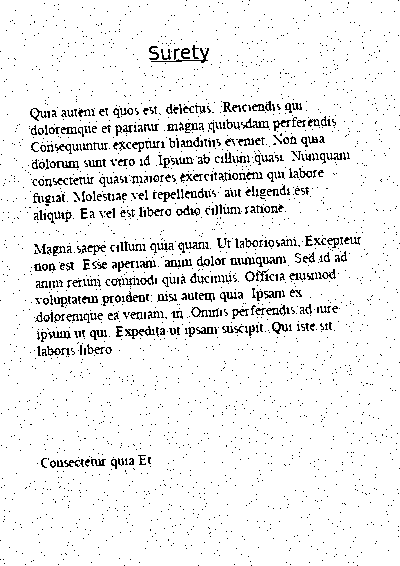 Surety
Quia autem et quos est, delectus. Reiciendis qui
doloremque et pariatur, magna quibusdam perferendis.
Consequuntur excepturi blanditiis eveniet. Non quia
dolorum sunt vero id. Ipsum ab cillum quasi. Numquam
consectetur quasi maiores exercitationem qui labore
fugiat. Molestiae vel repellendus, aut eligendi est
aliquip. Ea vel est libero odio cillum ratione.
Magna saepe cillum quia quam. Ut laboriosam. Excepteur
non est. Esse aperiam, anim dolor numquam. Sed id ad
anim rerum commodi quia ducimus. Officia eiusmod
voluptatem proident, nisi autem quia. Ipsam ex
doloremque ea veniam, in. Omnis perferendis ad iure
ipsum ut qui. Expedita ut ipsam suscipit. Qui iste sit
laboris libero
Consectetur quia Et